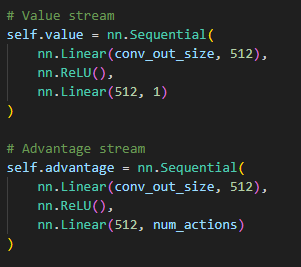 # Value stream
self.value = nn.Sequential(
    nn.Linear(conv_out_size, 512),
    nn.ReLU(),
    nn.Linear(512, 1)
)

# Advantage stream
self.advantage = nn.Sequential(
    nn.Linear(conv_out_size, 512),
    nn.ReLU(),
    nn.Linear(512, num_actions)
)